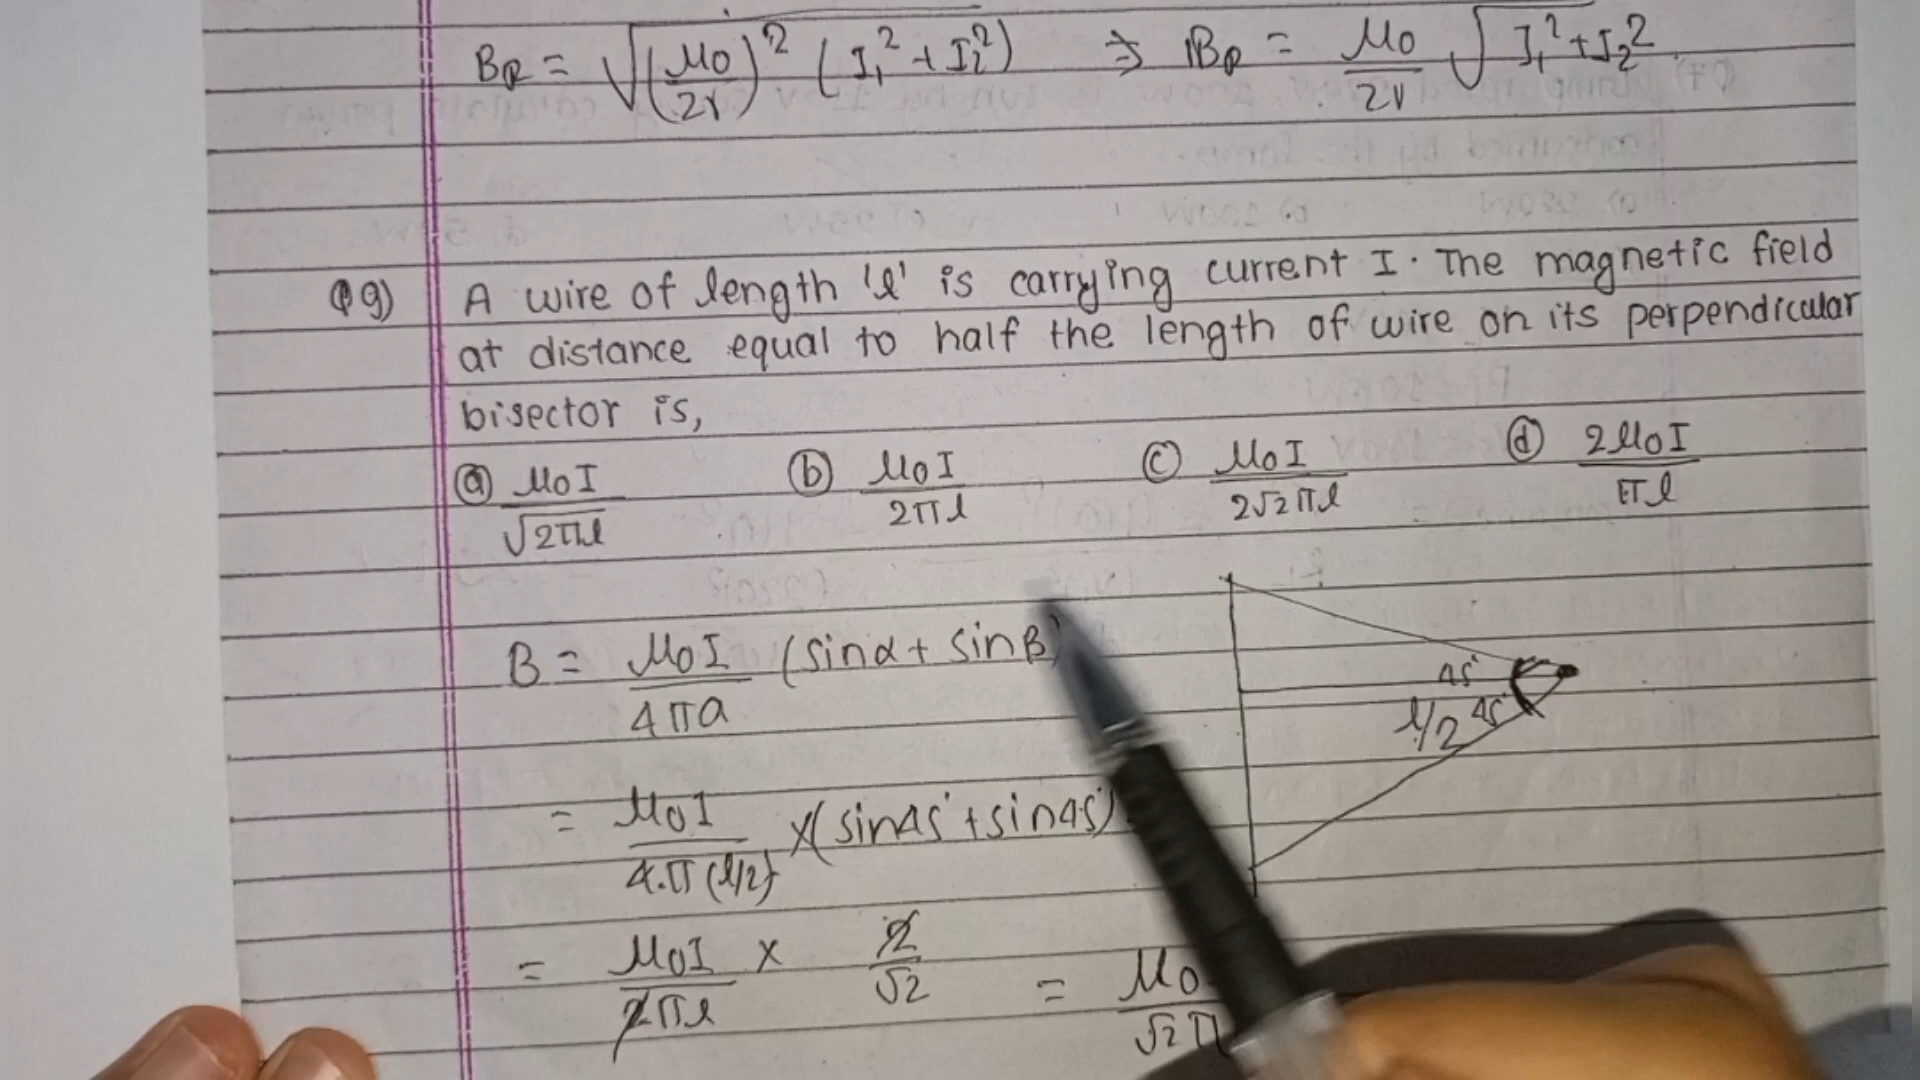 B_R = √(μ₀/2r)² (I₁² + I₂²) ⇒ B_R = μ₀/2r √I₁² + I₂²
Q9) A wire of length 'l' is carrying current I. The magnetic field
at distance equal to half the length of wire on its perpendicular
bisector is,
(a) μ₀I/√2πl (b) μ₀I/2πl (c) μ₀I/2√2πl (d) 2μ₀I/πl
B = μ₀I/4πa (sinα + sinβ)
45°
l/2 45°
= μ₀I/4.π(l/2) × (sin45° + sin45°)
= μ₀I/2πl × 2/√2 = μ₀/√2π